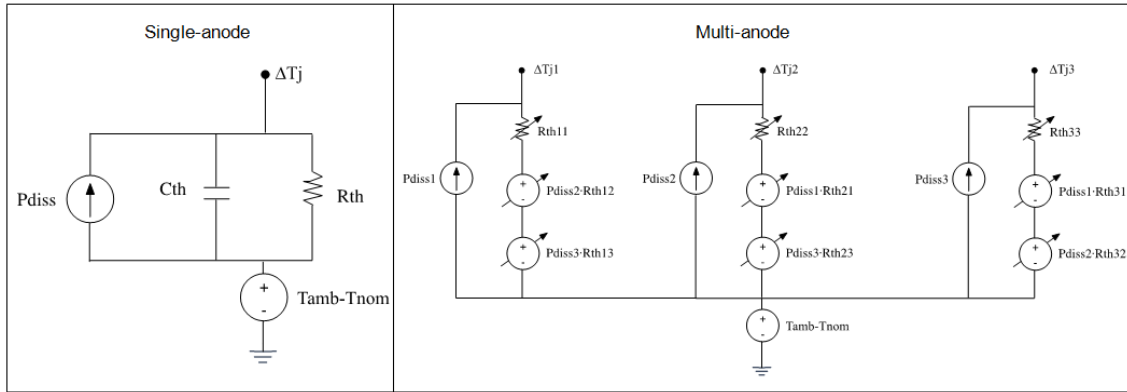 Single-anode
ΔTj
Pdiss
Cth
Rth
+
-
Tamb-Tnom
Multi-anode
ΔTj1
ΔTj2
ΔTj3
Rth11
Rth22
Rth33
Pdiss1
Pdiss2
Pdiss3
+
-
Pdiss2·Rth12
+
-
Pdiss1·Rth21
+
-
Pdiss1·Rth31
+
-
Pdiss3·Rth13
+
-
Pdiss3·Rth23
+
-
Pdiss2·Rth32
+
-
Tamb-Tnom